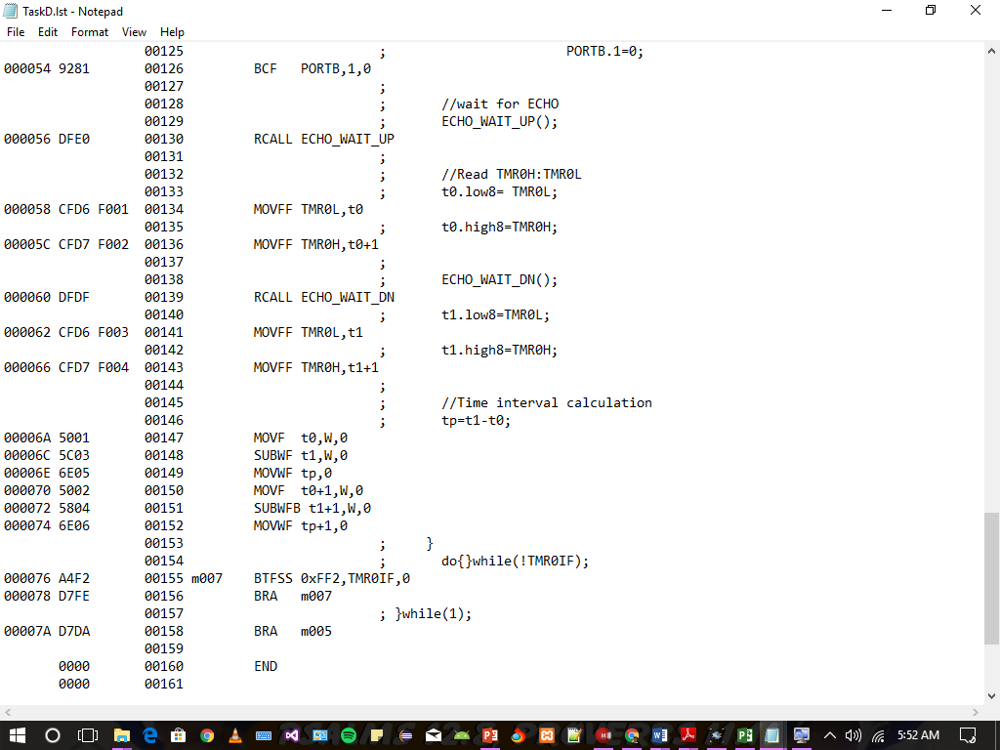 TaskD.lst - Notepad
File Edit Format View Help
00125 ; PORTB.1=0;
000054 9281 00126 BCF PORTB,1,0
00127 ;
00128 ; //wait for ECHO
00129 ; ECHO_WAIT_UP();
000056 DFE0 00130 RCALL ECHO_WAIT_UP
00131 ;
00132 ; //Read TMR0H:TMR0L
00133 ; t0.low8= TMR0L;
000058 CFD6 F001 00134 MOVFF TMR0L,t0
00135 ; t0.high8=TMR0H;
00005C CFD7 F002 00136 MOVFF TMR0H,t0+1
00137 ;
00138 ; ECHO_WAIT_DN();
000060 DFDF 00139 RCALL ECHO_WAIT_DN
00140 ; t1.low8=TMR0L;
000062 CFD6 F003 00141 MOVFF TMR0L,t1
00142 ; t1.high8=TMR0H;
000066 CFD7 F004 00143 MOVFF TMR0H,t1+1
00144 ;
00145 ; //Time interval calculation
00146 ; tp=t1-t0;
00006A 5001 00147 MOVF t0,W,0
00006C 5C03 00148 SUBWF t1,W,0
00006E 6E05 00149 MOVWF tp,0
000070 5002 00150 MOVF t0+1,W,0
000072 5804 00151 SUBWFB t1+1,W,0
000074 6E06 00152 MOVWF tp+1,0
00153 ; }
00154 ; do{}while(!TMR0IF);
000076 A4F2 00155 m007 BTFSS 0xFF2,TMR0IF,0
000078 D7FE 00156 BRA m007
00157 ; }while(1);
00007A D7DA 00158 BRA m005
00159
0000 00160 END
0000 00161
5:52 AM